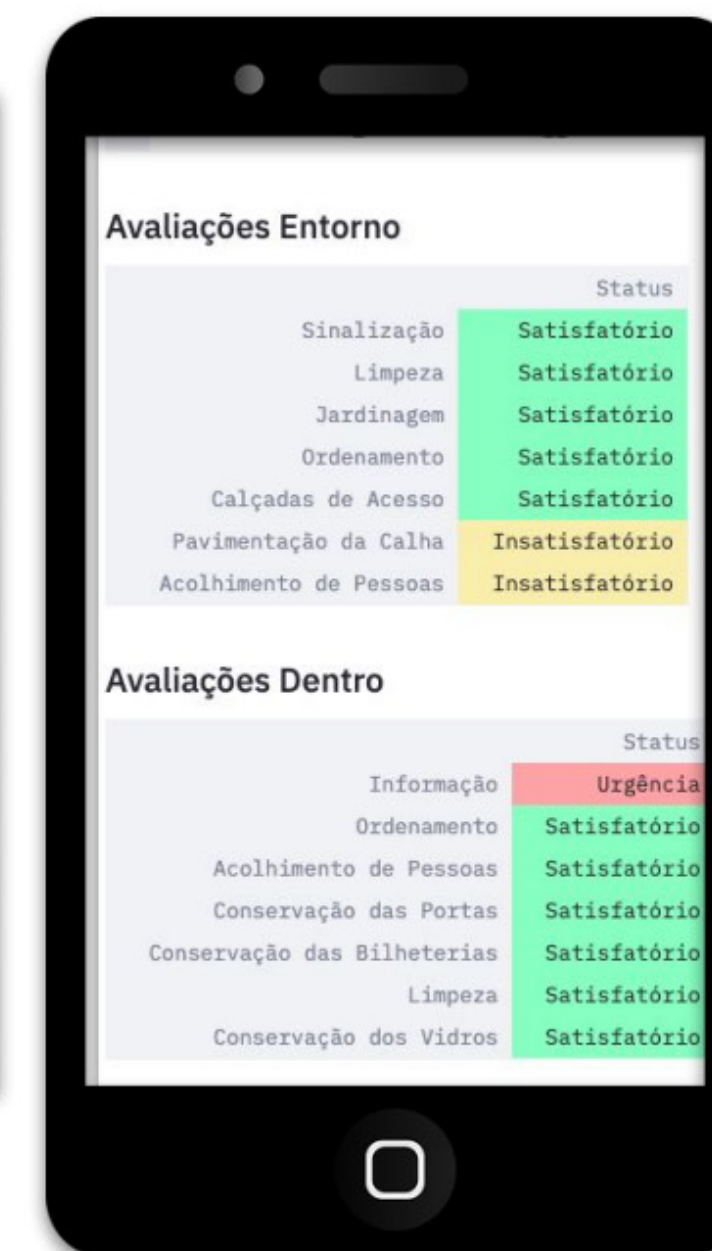 Avaliações Entorno
Status
Sinalização Satisfatório
Limpeza Satisfatório
Jardinagem Satisfatório
Ordenamento Satisfatório
Calçadas de Acesso Satisfatório
Pavimentação da Calha Insatisfatório
Acolhimento de Pessoas Insatisfatório
Avaliações Dentro
Status
Informação Urgência
Ordenamento Satisfatório
Acolhimento de Pessoas Satisfatório
Conservação das Portas Satisfatório
Conservação das Bilheterias Satisfatório
Limpeza Satisfatório
Conservação dos Vidros Satisfatório